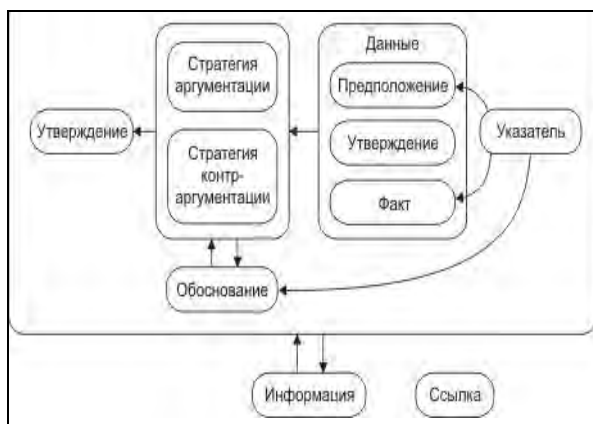 Стратегия
аргументации
Стратегия
контр-
аргументации
Данные
Предположение
Утверждение
Факт
Утверждение
Указатель
Обоснование
Информация
Ссылка